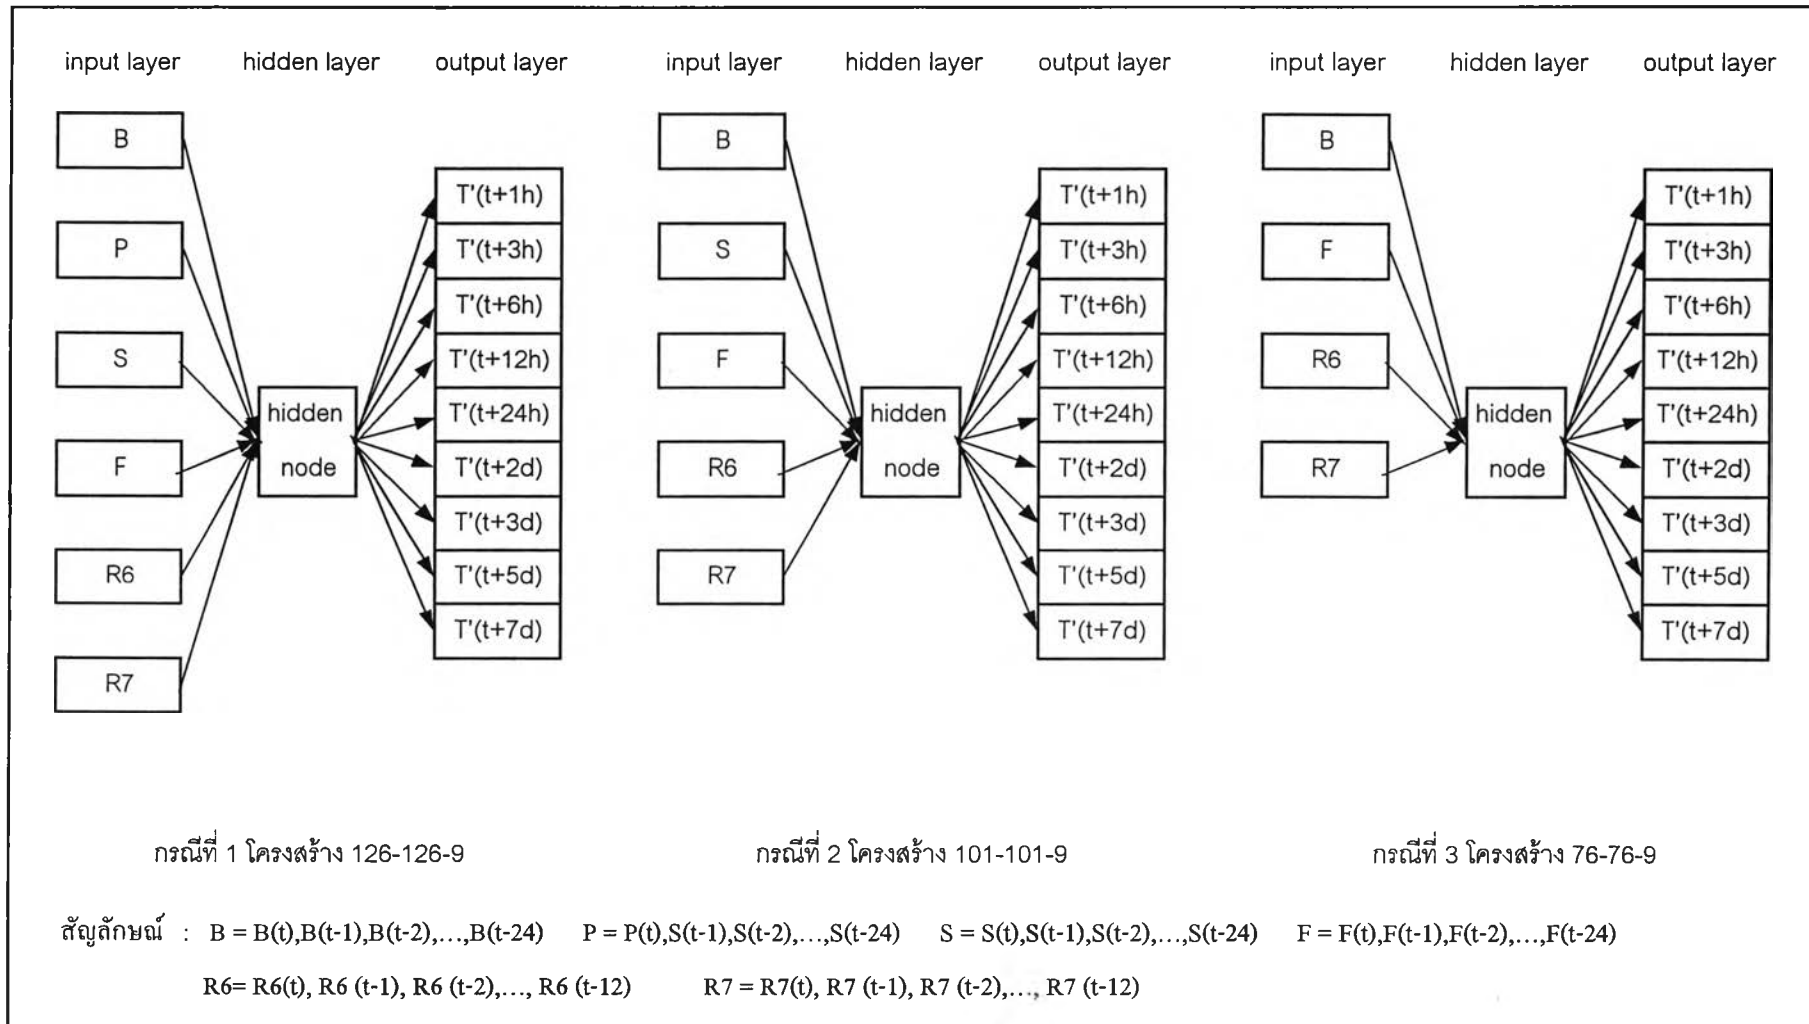 input layer hidden layer output layer input layer hidden layer output layer input layer hidden layer output layer
B
P
S
F
R6
R7
hidden
node
T'(t+1h)
T'(t+3h)
T'(t+6h)
T'(t+12h)
T'(t+24h)
T'(t+2d)
T'(t+3d)
T'(t+5d)
T'(t+7d)
B
S
F
R6
R7
hidden
node
T'(t+1h)
T'(t+3h)
T'(t+6h)
T'(t+12h)
T'(t+24h)
T'(t+2d)
T'(t+3d)
T'(t+5d)
T'(t+7d)
B
F
R6
R7
hidden
node
T'(t+1h)
T'(t+3h)
T'(t+6h)
T'(t+12h)
T'(t+24h)
T'(t+2d)
T'(t+3d)
T'(t+5d)
T'(t+7d)
กรณีที่ 1 โครงสร้าง 126-126-9 กรณีที่ 2 โครงสร้าง 101-101-9 กรณีที่ 3 โครงสร้าง 76-76-9
สัญลักษณ์ : B = B(t),B(t-1),B(t-2),...,B(t-24) P = P(t),S(t-1),S(t-2),...,S(t-24) S = S(t),S(t-1),S(t-2),...,S(t-24) F = F(t),F(t-1),F(t-2),...,F(t-24)
R6= R6(t), R6 (t-1), R6 (t-2),..., R6 (t-12) R7 = R7(t), R7 (t-1), R7 (t-2),..., R7 (t-12)